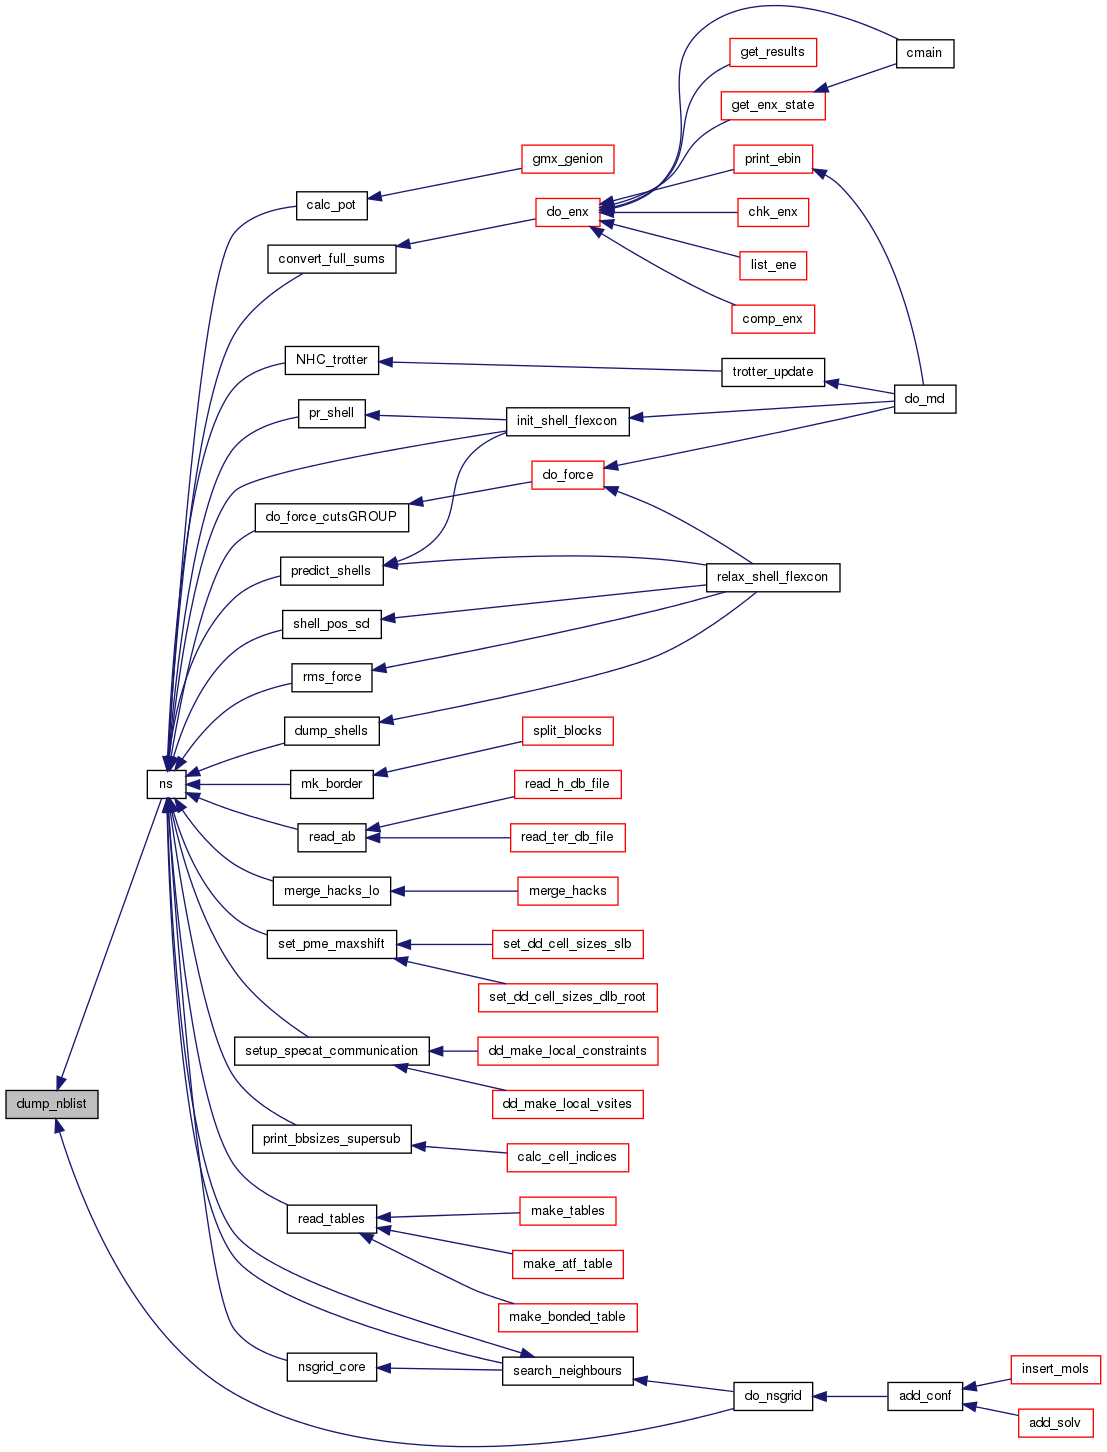 cmain
get_results
get_enx_state
print_ebin
gmx_genion
calc_pot
do_enx
chk_enx
convert_full_sums
list_ene
comp_enx
NHC_trotter
trotter_update
do_md
pr_shell
init_shell_flexcon
do_force
do_force_cutsGROUP
predict_shells
relax_shell_flexcon
shell_pos_sd
rms_force
dump_shells
split_blocks
ns
mk_border
read_h_db_file
read_ab
read_ter_db_file
merge_hacks_lo
merge_hacks
set_pme_maxshift
set_dd_cell_sizes_slb
set_dd_cell_sizes_dlb_root
setup_specat_communication
dd_make_local_constraints
dump_nblist
dd_make_local_vsites
print_bbsizes_supersub
calc_cell_indices
read_tables
make_tables
make_atf_table
make_bonded_table
nsgrid_core
search_neighbours
insert_mols
do_nsgrid
add_conf
add_solv